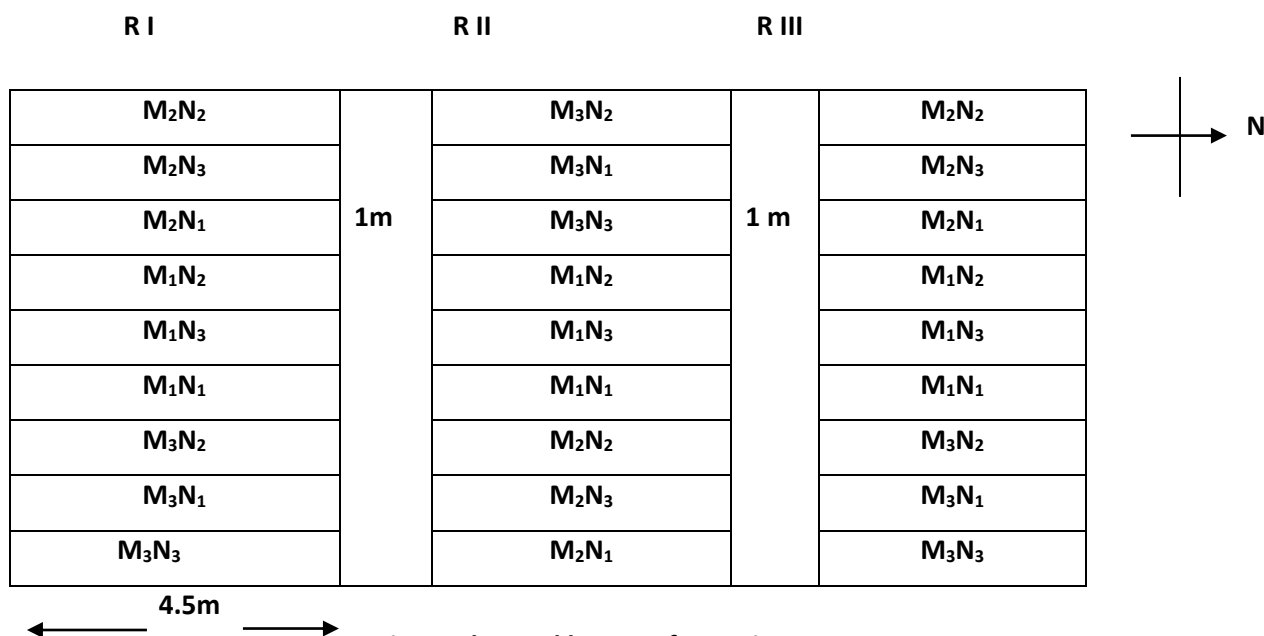 R I R II R III
N
M₂N₂ M₃N₂ M₂N₂
M₂N₃ M₃N₁ M₂N₃
M₂N₁ 1m M₃N₃ 1 m M₂N₁
M₁N₂ M₁N₂ M₁N₂
M₁N₃ M₁N₃ M₁N₃
M₁N₁ M₁N₁ M₁N₁
M₃N₂ M₂N₂ M₃N₂
M₃N₁ M₂N₃ M₃N₁
M₃N₃ M₂N₁ M₃N₃
4.5m